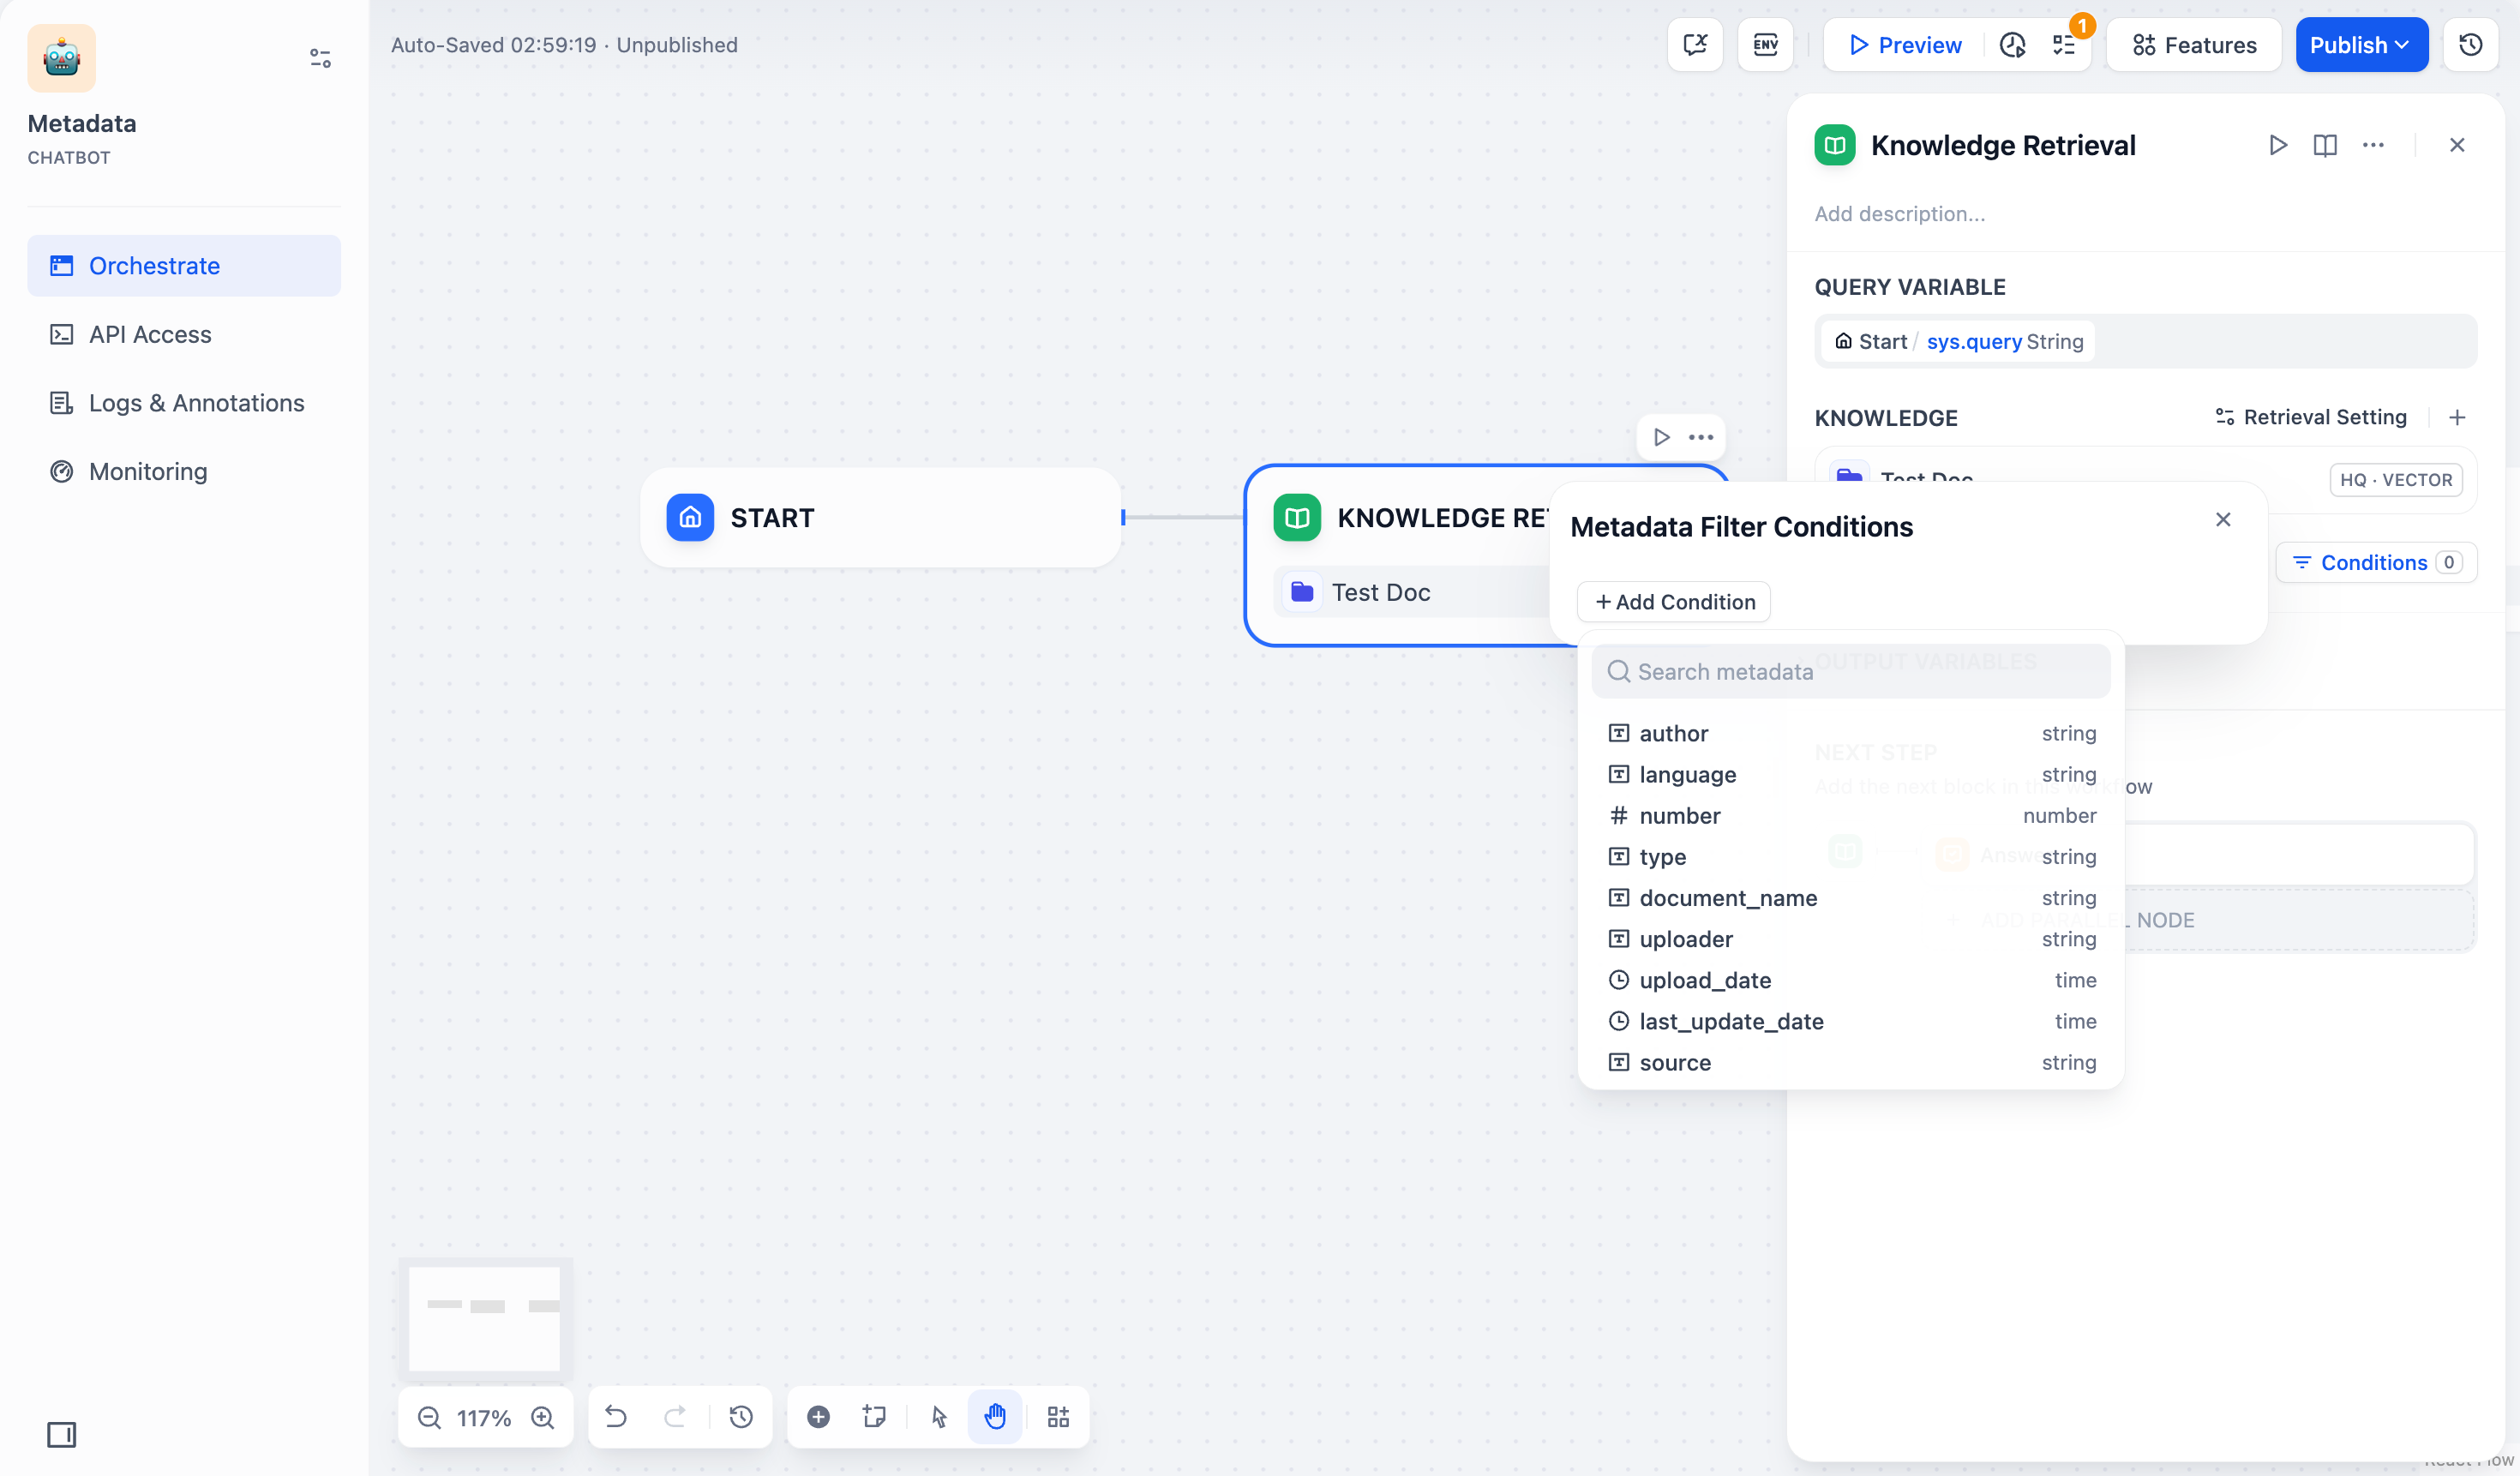 Metadata
CHATBOT
Orchestrate
API Access
Logs & Annotations
Monitoring
Auto-Saved 02:59:19 · Unpublished
ENV
Preview
1
Features
Publish
START
KNOWLEDGE RET
Test Doc
Knowledge Retrieval
Add description...
QUERY VARIABLE
Start / sys.query String
KNOWLEDGE
Retrieval Setting
Test Doc
HQ · VECTOR
Conditions 0
Metadata Filter Conditions
+ Add Condition
OUTPUT VARIABLES
Search metadata
author string
language string
number number
type string
document_name string
uploader string
upload_date time
last_update_date time
source string
NEXT STEP
Add the next block in this workflow
Answe
+ ADD PARALLEL NODE
117%
React Flow